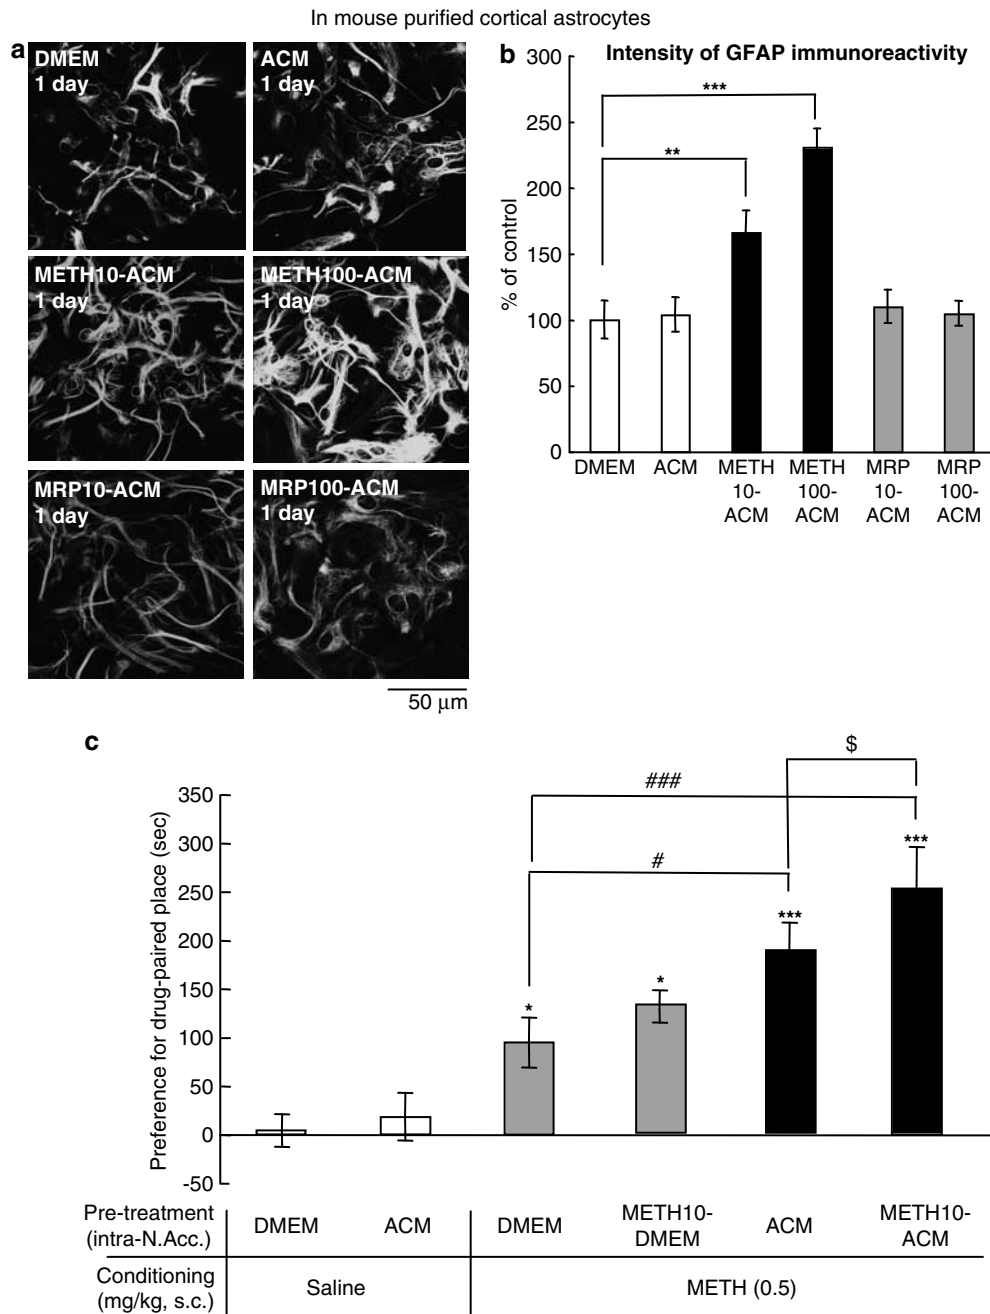 In mouse purified cortical astrocytes
a
DMEM
1 day
ACM
1 day
METH10-ACM
1 day
METH100-ACM
1 day
MRP10-ACM
1 day
MRP100-ACM
1 day
50 μm
b
Intensity of GFAP immunoreactivity
% of control
300
250
200
150
100
50
0
***
**
DMEM
ACM
METH
10-
ACM
METH
100-
ACM
MRP
10-
ACM
MRP
100-
ACM
c
Preference for drug-paired place (sec)
350
300
250
200
150
100
50
0
-50
$
###
#
*
*
***
***
Pre-treatment
(intra-N.Acc.)
DMEM
ACM
DMEM
METH10-
DMEM
ACM
METH10-
ACM
Conditioning
(mg/kg, s.c.)
Saline
METH (0.5)